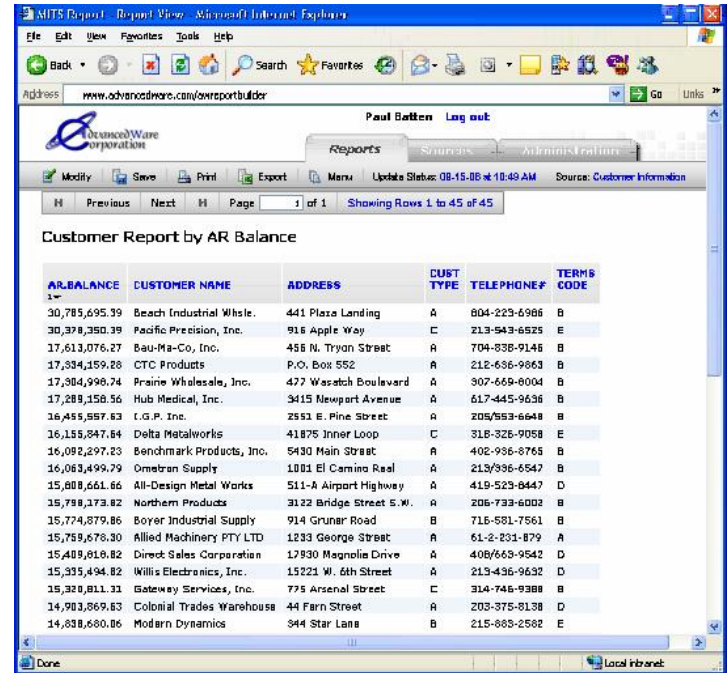 MITS Report - Report View - Microsoft Internet Explorer
File Edit View Favorites Tools Help
Back Search Favorites
Address www.advancedware.com/awreportbuilder Go Links »
Paul Batten Log out
AdvancedWare
Corporation
Reports Sources Administration
Modify Save Print Export Menu Update Status: 08-15-08 at 10:49 AM Source: Customer Information
Previous Next Page 1 of 1 Showing Rows 1 to 45 of 45
Customer Report by AR Balance
CUST TERMS
AR.BALANCE CUSTOMER NAME ADDRESS TYPE TELEPHONE# CODE
30,785,695.39 Beach Industrial Whsle. 441 Plaza Landing A 804-223-6986 B
30,378,350.39 Pacific Precision, Inc. 916 Apple Way C 213-543-6525 E
17,613,076.27 Bau-Ma-Co, Inc. 456 N. Tryon Street A 704-838-9146 B
17,334,159.28 CTC Products P.O. Box 552 A 212-636-9863 B
17,304,998.74 Prairie Wholesale, Inc. 477 Wasatch Boulevard A 307-669-8004 B
17,289,158.56 Hub Medical, Inc. 3415 Newport Avenue A 617-445-9636 B
16,455,557.63 I.G.P. Inc. 2551 E. Pine Street A 205/553-6648 B
16,155,847.64 Delta Metalworks 41875 Inner Loop C 318-326-9058 E
16,092,297.23 Benchmark Products, Inc. 5430 Main Street A 402-936-8765 B
16,063,499.79 Ometron Supply 1001 El Camino Real A 213/936-6547 B
15,808,661.66 All-Design Metal Works 511-A Airport Highway A 419-523-8447 D
15,798,173.82 Northern Products 3122 Bridge Street S.W. A 206-733-6002 B
15,774,879.86 Boyer Industrial Supply 914 Gruner Road B 716-581-7561 B
15,759,678.30 Allied Machinery PTY LTD 1233 George Street A 61-2-231-879 A
15,409,818.82 Direct Sales Corporation 17930 Magnolia Drive A 408/663-9542 D
15,335,494.82 Willis Electronics, Inc. 15221 W. 6th Street A 213-436-9632 D
15,320,811.31 Gateway Services, Inc. 775 Arsenal Street C 314-746-9388 B
14,903,869.63 Colonial Trades Warehouse 44 Farn Street A 203-375-8138 D
14,838,680.06 Modern Dynamics 344 Star Lane B 215-883-2582 E
Done Local intranet